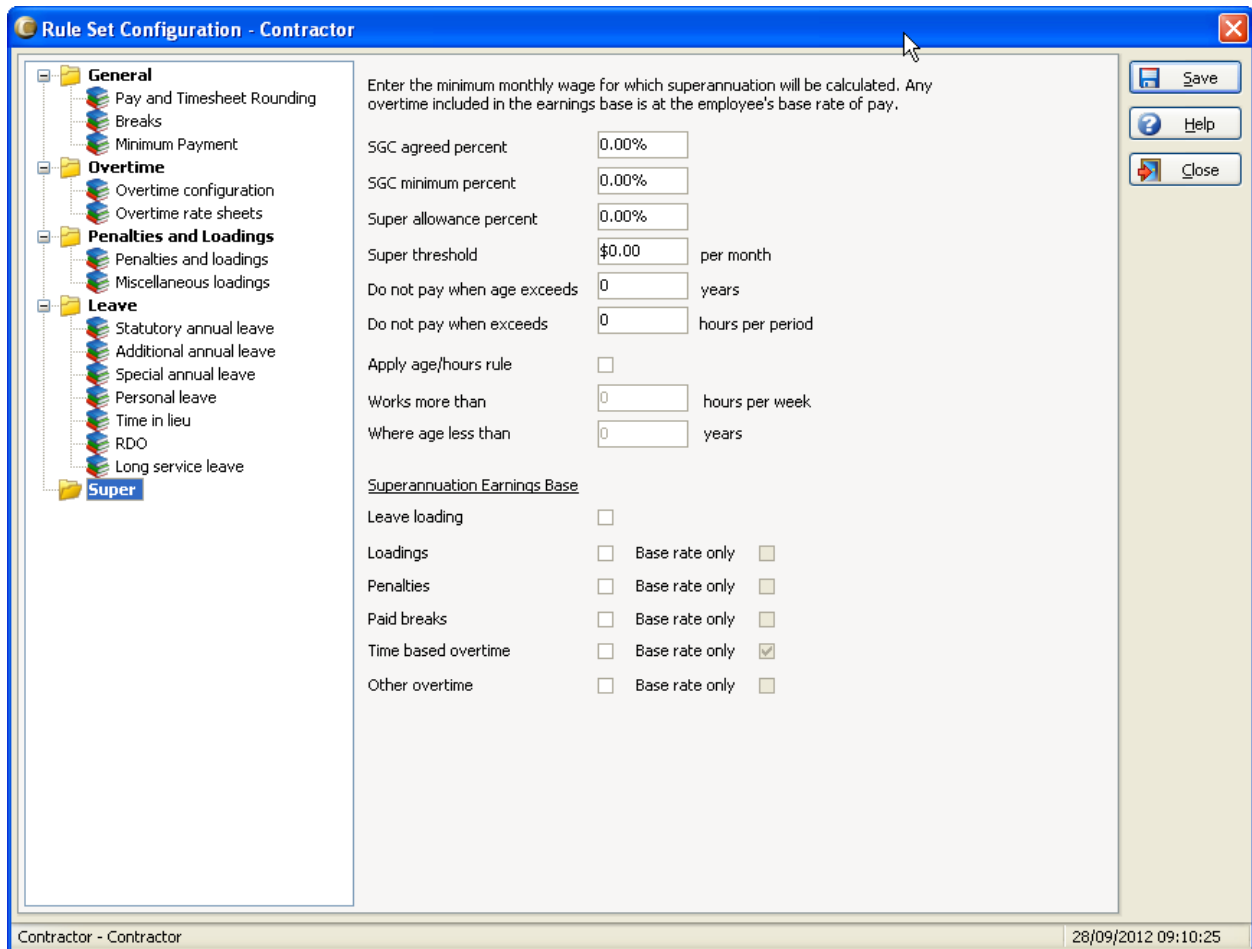 Rule Set Configuration - Contractor
General
Pay and Timesheet Rounding
Breaks
Minimum Payment
Overtime
Overtime configuration
Overtime rate sheets
Penalties and Loadings
Penalties and loadings
Miscellaneous loadings
Leave
Statutory annual leave
Additional annual leave
Special annual leave
Personal leave
Time in lieu
RDO
Long service leave
Super
Enter the minimum monthly wage for which superannuation will be calculated. Any
overtime included in the earnings base is at the employee's base rate of pay.
SGC agreed percent 0.00%
SGC minimum percent 0.00%
Super allowance percent 0.00%
Super threshold $0.00 per month
Do not pay when age exceeds 0 years
Do not pay when exceeds 0 hours per period
Apply age/hours rule
Works more than 0 hours per week
Where age less than 0 years
Superannuation Earnings Base
Leave loading
Loadings Base rate only
Penalties Base rate only
Paid breaks Base rate only
Time based overtime Base rate only
Other overtime Base rate only
Save
Help
Close
Contractor - Contractor 28/09/2012 09:10:25